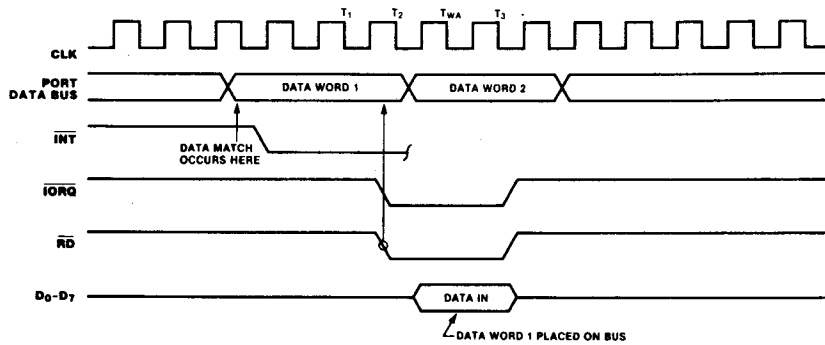 T1 T2 TWA T3
CLK
PORT
DATA BUS
DATA WORD 1 DATA WORD 2
INT
DATA MATCH
OCCURS HERE
IORQ
RD
D0-D7
DATA IN
DATA WORD 1 PLACED ON BUS